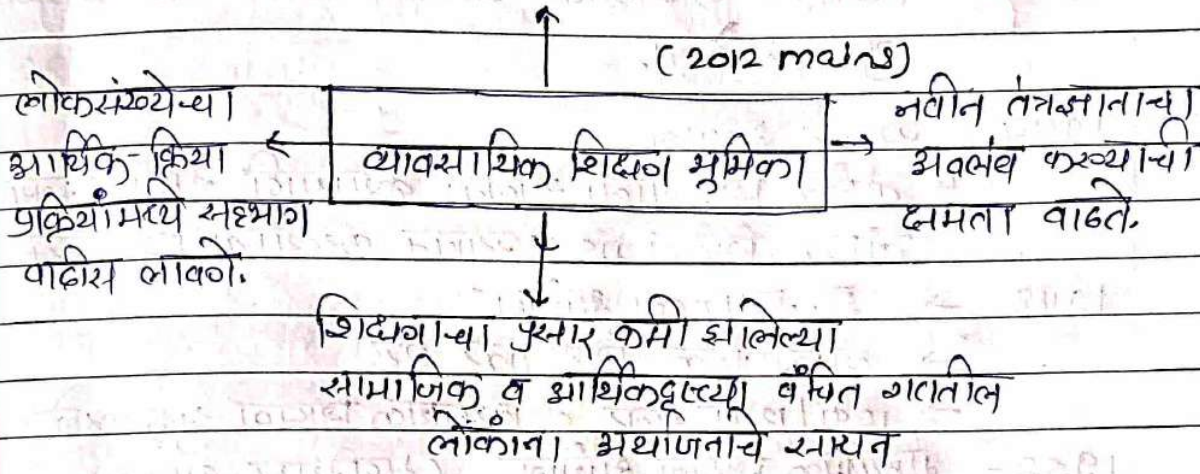 (2012 mains)
लोकसंख्येचा
आर्थिक-क्रिया
प्रक्रियांमध्ये सहभाग
वाढीस लावणे.
व्यावसायिक शिक्षण भुमिका
नवीन तंत्रज्ञानाचा
अवलंब करण्याची
क्षमता वाढते.
शिक्षणाचा प्रसार कमी झालेल्या
सामाजिक व आर्थिकदृष्ट्या वंचित गटातील
लोकांना अर्थाजनाचे साधन